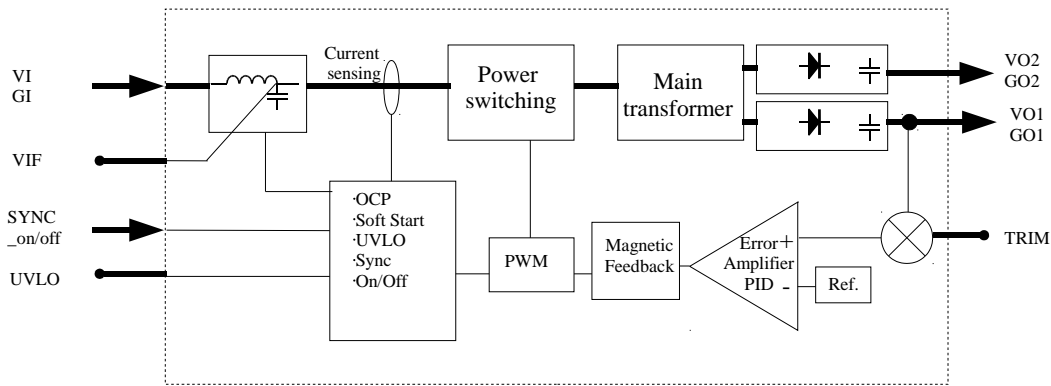 VI
GI
VIF
SYNC
_on/off
UVLO
Current
sensing
Power
switching
Main
transformer
VO2
GO2
VO1
GO1
·OCP
·Soft Start
·UVLO
·Sync
·On/Off
PWM
Magnetic
Feedback
Error+
Amplifier
PID -
Ref.
TRIM